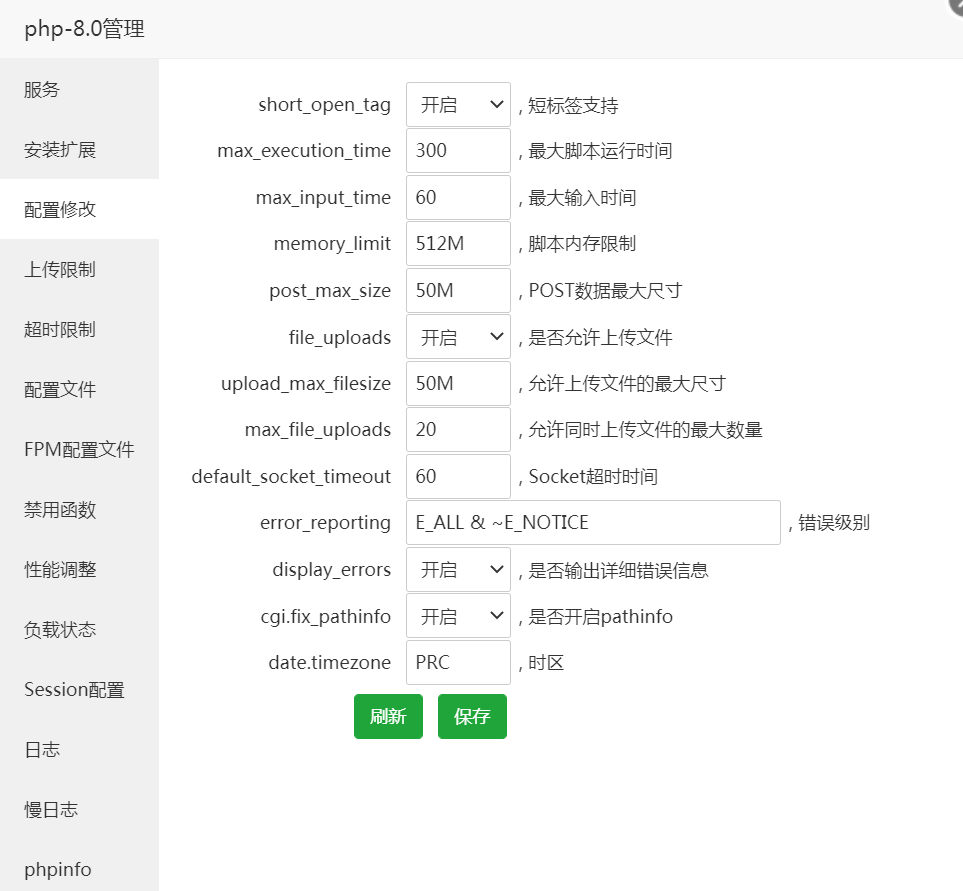 php-8.0管理
服务
安装扩展
配置修改
上传限制
超时限制
配置文件
FPM配置文件
禁用函数
性能调整
负载状态
Session配置
日志
慢日志
phpinfo
short_open_tag 开启 , 短标签支持
max_execution_time 300 , 最大脚本运行时间
max_input_time 60 , 最大输入时间
memory_limit 512M , 脚本内存限制
post_max_size 50M , POST数据最大尺寸
file_uploads 开启 , 是否允许上传文件
upload_max_filesize 50M , 允许上传文件的最大尺寸
max_file_uploads 20 , 允许同时上传文件的最大数量
default_socket_timeout 60 , Socket超时时间
error_reporting E_ALL & ~E_NOTICE , 错误级别
display_errors 开启 , 是否输出详细错误信息
cgi.fix_pathinfo 开启 , 是否开启pathinfo
date.timezone PRC , 时区
刷新 保存